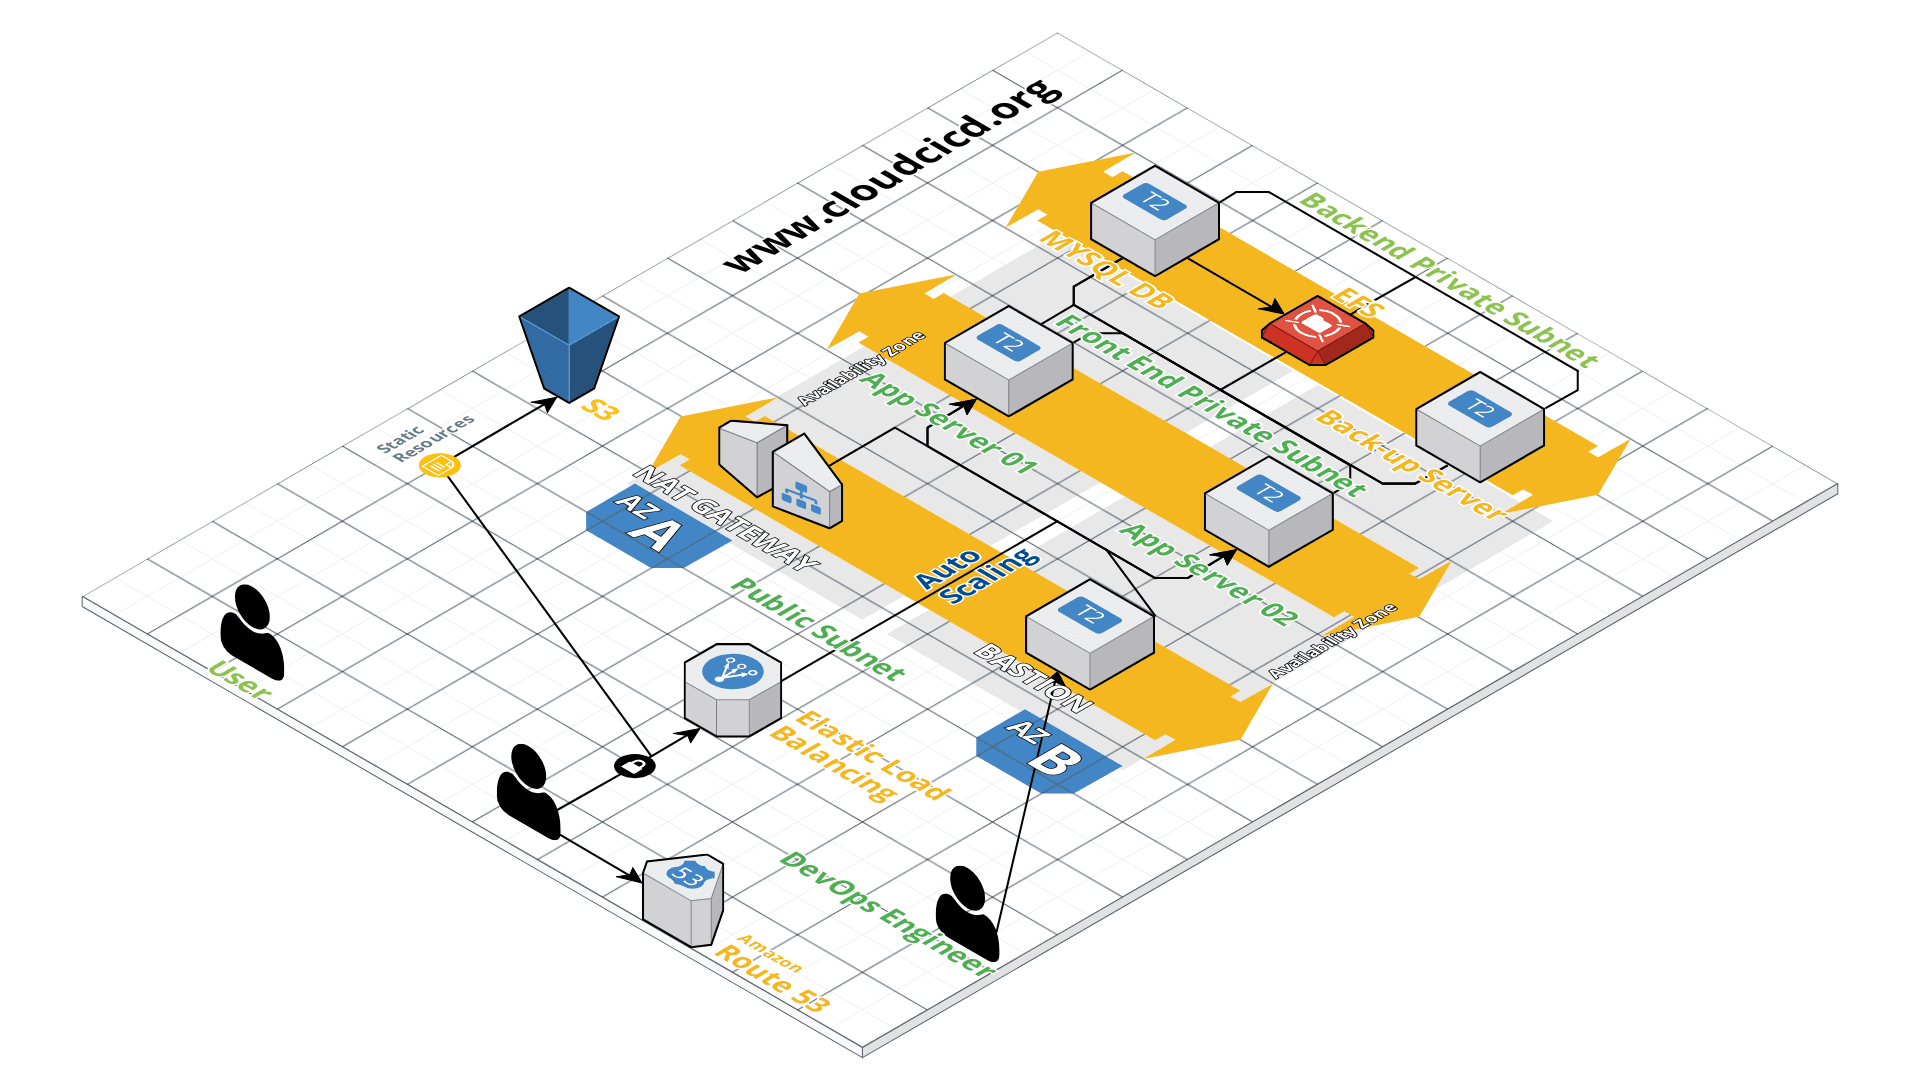 www.cloudcicd.org
T2
Backend Private Subnet
MYSQL DB
EFS
T2
Front End Private Subnet
Availability Zone
App Server 01
T2
Back-up Server
S3
Static
Resources
T2
NAT GATEWAY
AZ A
App Server 02
Auto
Scaling
Public Subnet
T2
Availability Zone
BASTION
User
Elastic Load
Balancing
AZ B
53
DevOps Engineer
Amazon
Route 53